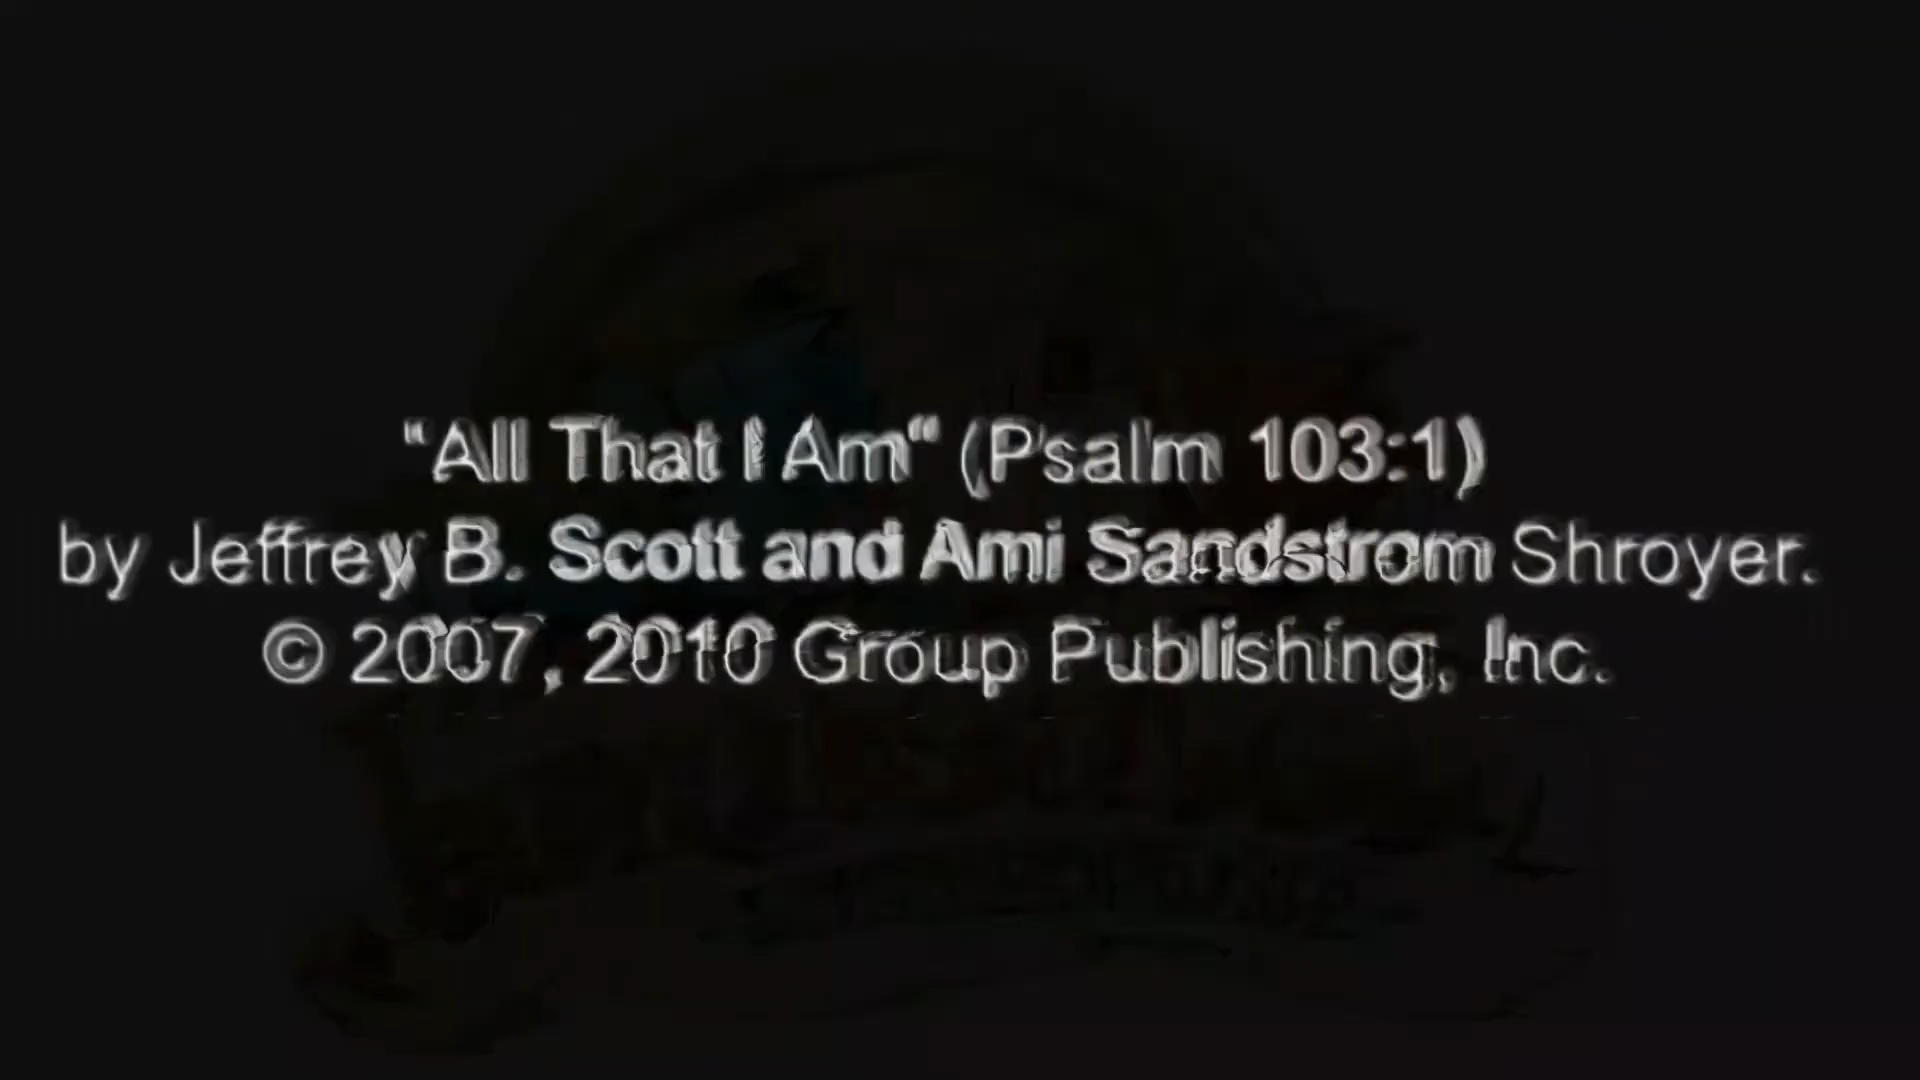 "All That I Am" (Psalm 103:1)
by Jeffrey B. Scott and Ami Sandstrom Shroyer.
© 2007, 2010 Group Publishing, Inc.